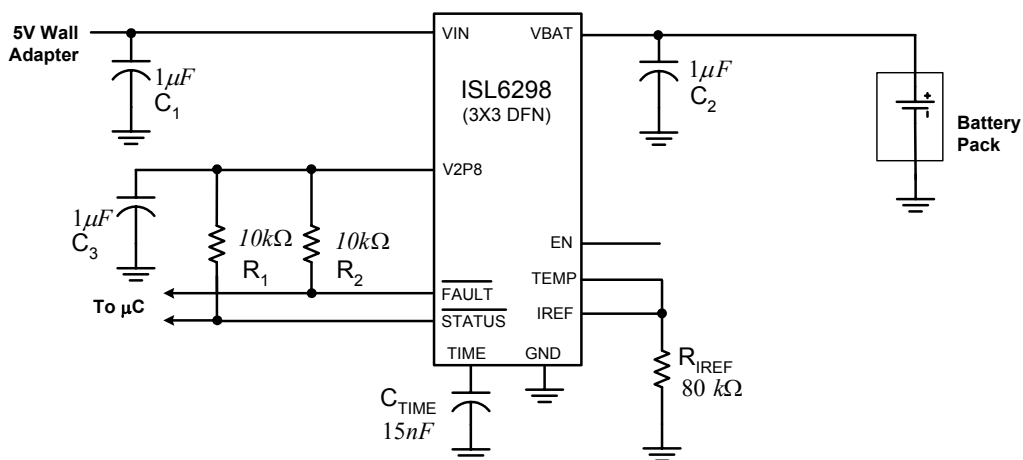 5V Wall
Adapter
1μF
C1
VIN
VBAT
ISL6298
(3X3 DFN)
1μF
C2
Battery
Pack
+
V2P8
1μF
C3
10kΩ
R1
10kΩ
R2
To μC
FAULT
STATUS
EN
TEMP
IREF
TIME
GND
CTIME
15nF
RIREF
80 kΩ